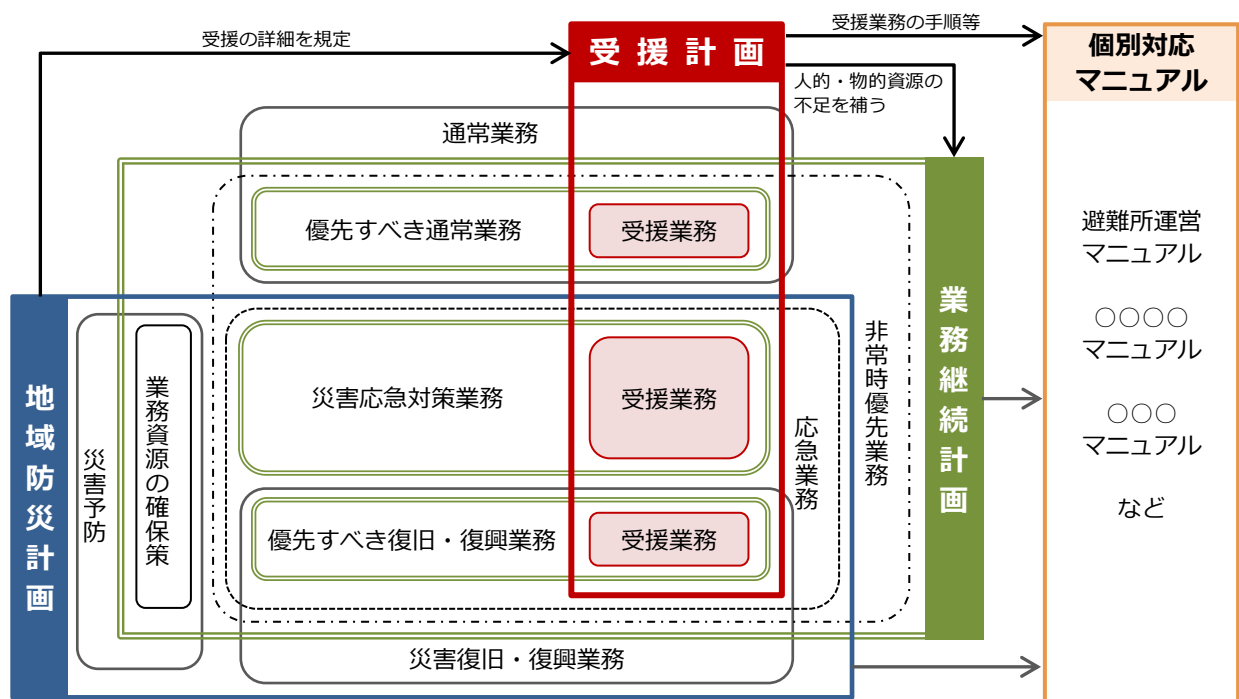 受援の詳細を規定
受援計画
受援業務の手順等
人的・物的資源の
不足を補う
個別対応
マニュアル
通常業務
優先すべき通常業務
受援業務
避難所運営
マニュアル
〇〇〇〇
マニュアル
〇〇〇
マニュアル
など
地域防災計画
災害予防
業務資源の確保策
災害応急対策業務
受援業務
応急業務
非常時優先業務
業務継続計画
優先すべき復旧・復興業務
受援業務
災害復旧・復興業務